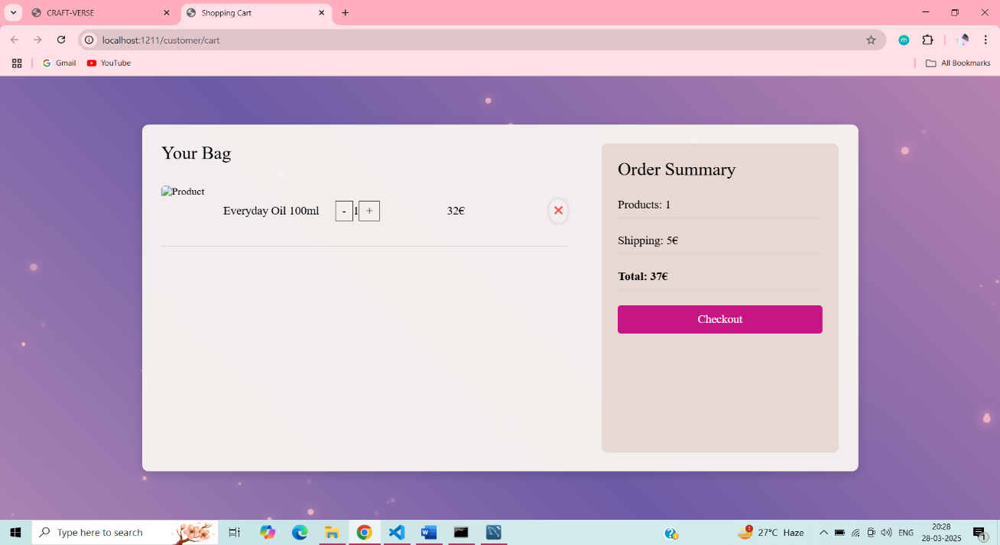 CRAFT-VERSE
Shopping Cart
localhost:1211/customer/cart
m
Gmail
YouTube
All Bookmarks
Your Bag
Product
Everyday Oil 100ml - 1 + 32€
Order Summary
Products: 1
Shipping: 5€
Total: 37€
Checkout
Type here to search
1
27°C Haze
ENG
20:28
28-03-2025
1